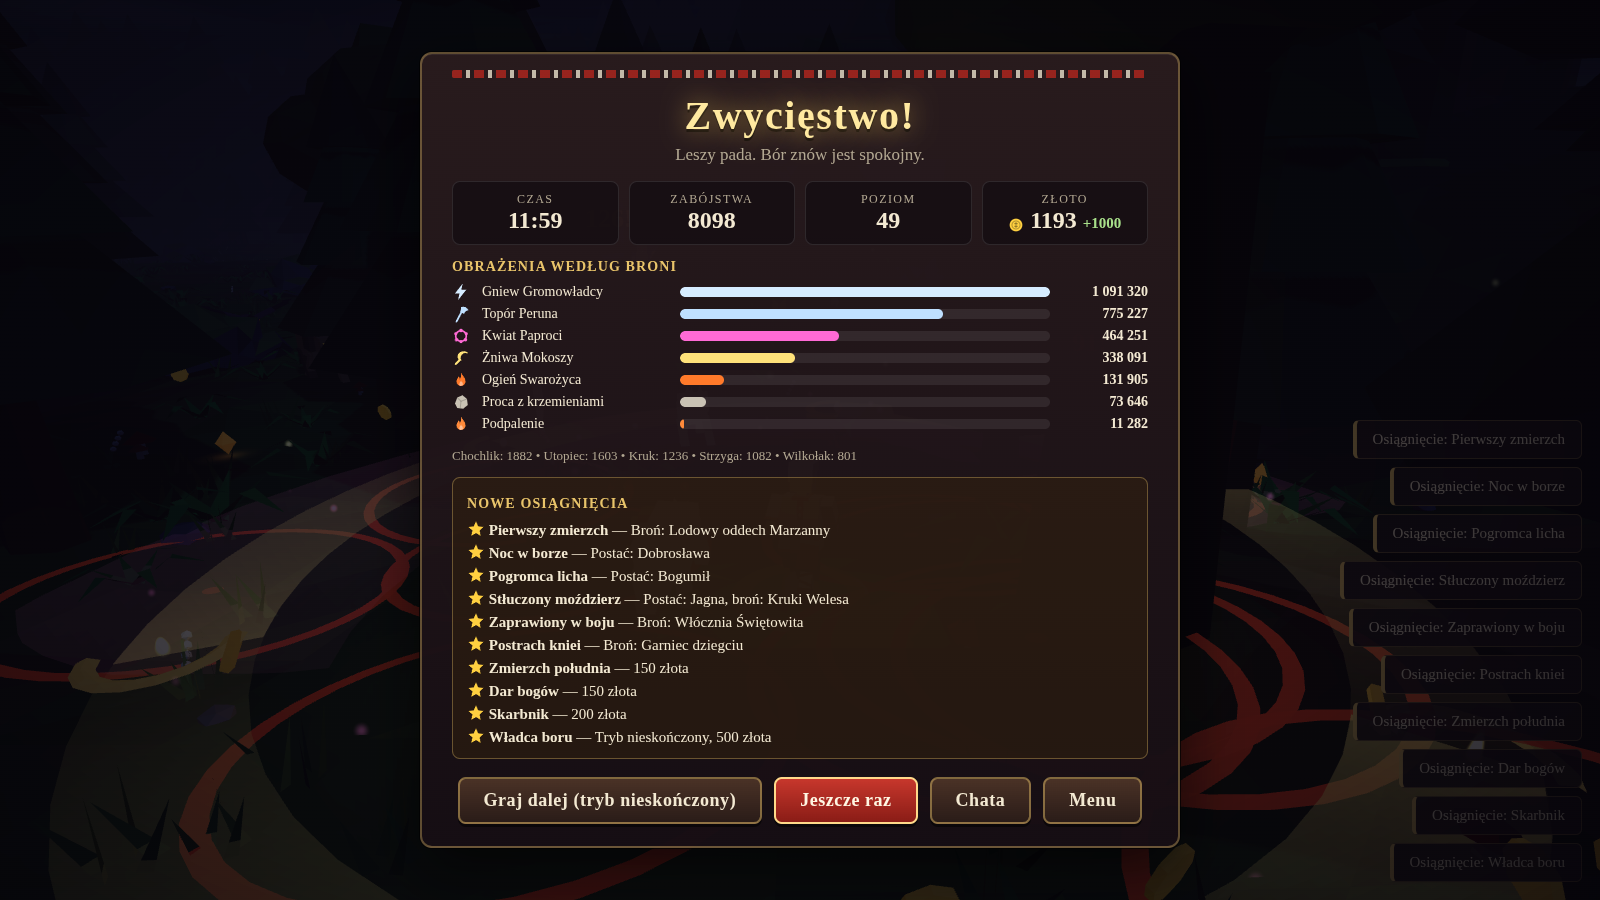 Zwycięstwo!
Leszy pada. Bór znów jest spokojny.
CZAS
11:59
ZABÓJSTWA
8098
POZIOM
49
ZŁOTO
1193 +1000
OBRAŻENIA WEDŁUG BRONI
Gniew Gromowładcy 1 091 320
Topór Peruna 775 227
Kwiat Paproci 464 251
Żniwa Mokoszy 338 091
Ogień Swarożyca 131 905
Proca z krzemieniami 73 646
Podpalenie 11 282
Chochlik: 1882 • Utopiec: 1603 • Kruk: 1236 • Strzyga: 1082 • Wilkołak: 801
NOWE OSIĄGNIĘCIA
Pierwszy zmierzch — Broń: Lodowy oddech Marzanny
Noc w borze — Postać: Dobrosława
Pogromca licha — Postać: Bogumił
Stłuczony moździerz — Postać: Jagna, broń: Kruki Welesa
Zaprawiony w boju — Broń: Włócznia Świętowita
Postrach kniei — Broń: Garniec dziegciu
Zmierzch południa — 150 złota
Dar bogów — 150 złota
Skarbnik — 200 złota
Władca boru — Tryb nieskończony, 500 złota
Graj dalej (tryb nieskończony)
Jeszcze raz
Chata
Menu
Osiągnięcie: Pierwszy zmierzch
Osiągnięcie: Noc w borze
Osiągnięcie: Pogromca licha
Osiągnięcie: Stłuczony moździerz
Osiągnięcie: Zaprawiony w boju
Osiągnięcie: Postrach kniei
Osiągnięcie: Zmierzch południa
Osiągnięcie: Dar bogów
Osiągnięcie: Skarbnik
Osiągnięcie: Władca boru